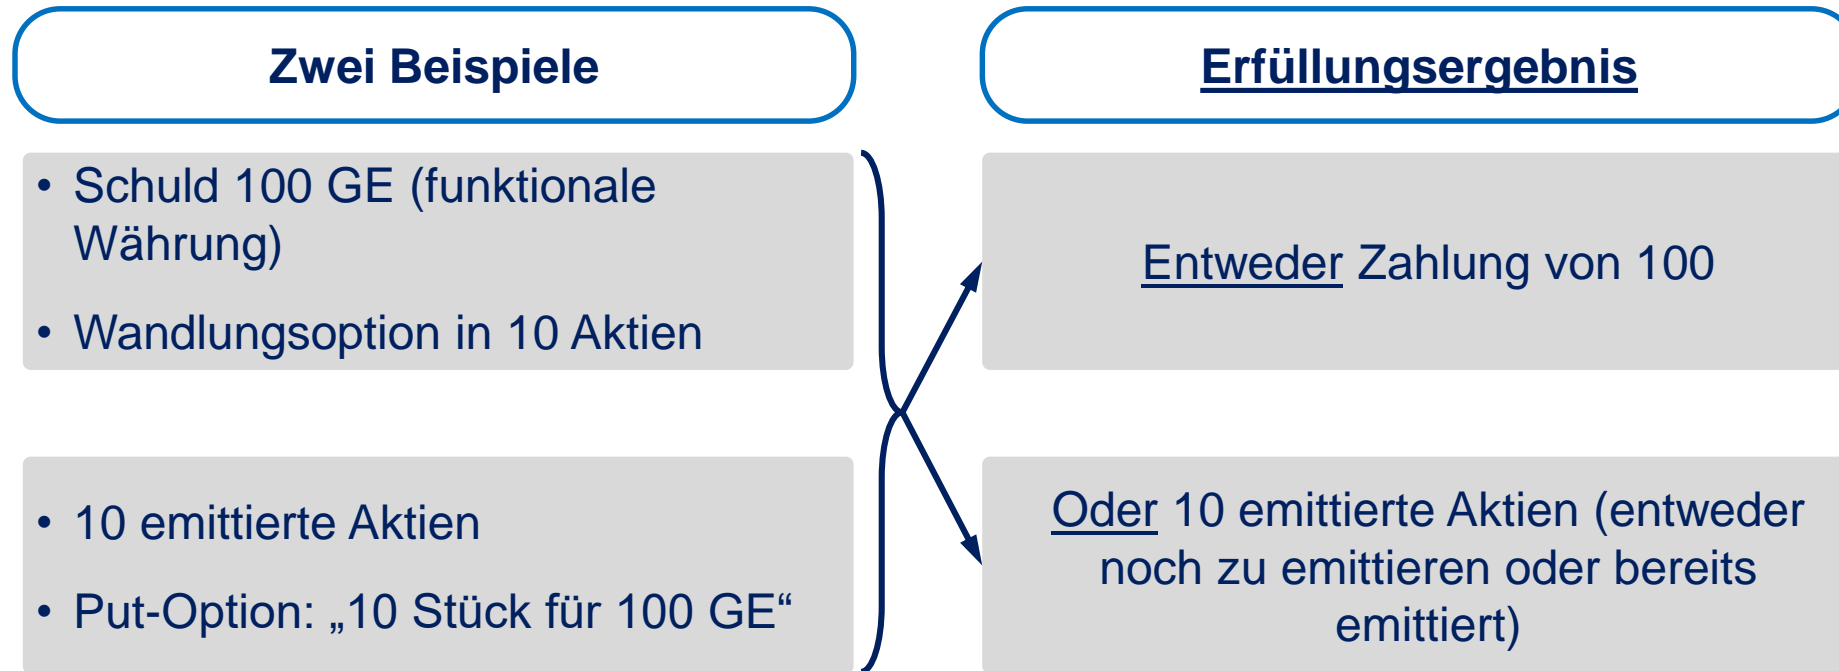 Zwei Beispiele
Erfüllungsergebnis
• Schuld 100 GE (funktionale
Währung)
• Wandlungsoption in 10 Aktien
Entweder Zahlung von 100
• 10 emittierte Aktien
• Put-Option: „10 Stück für 100 GE“
Oder 10 emittierte Aktien (entweder
noch zu emittieren oder bereits
emittiert)